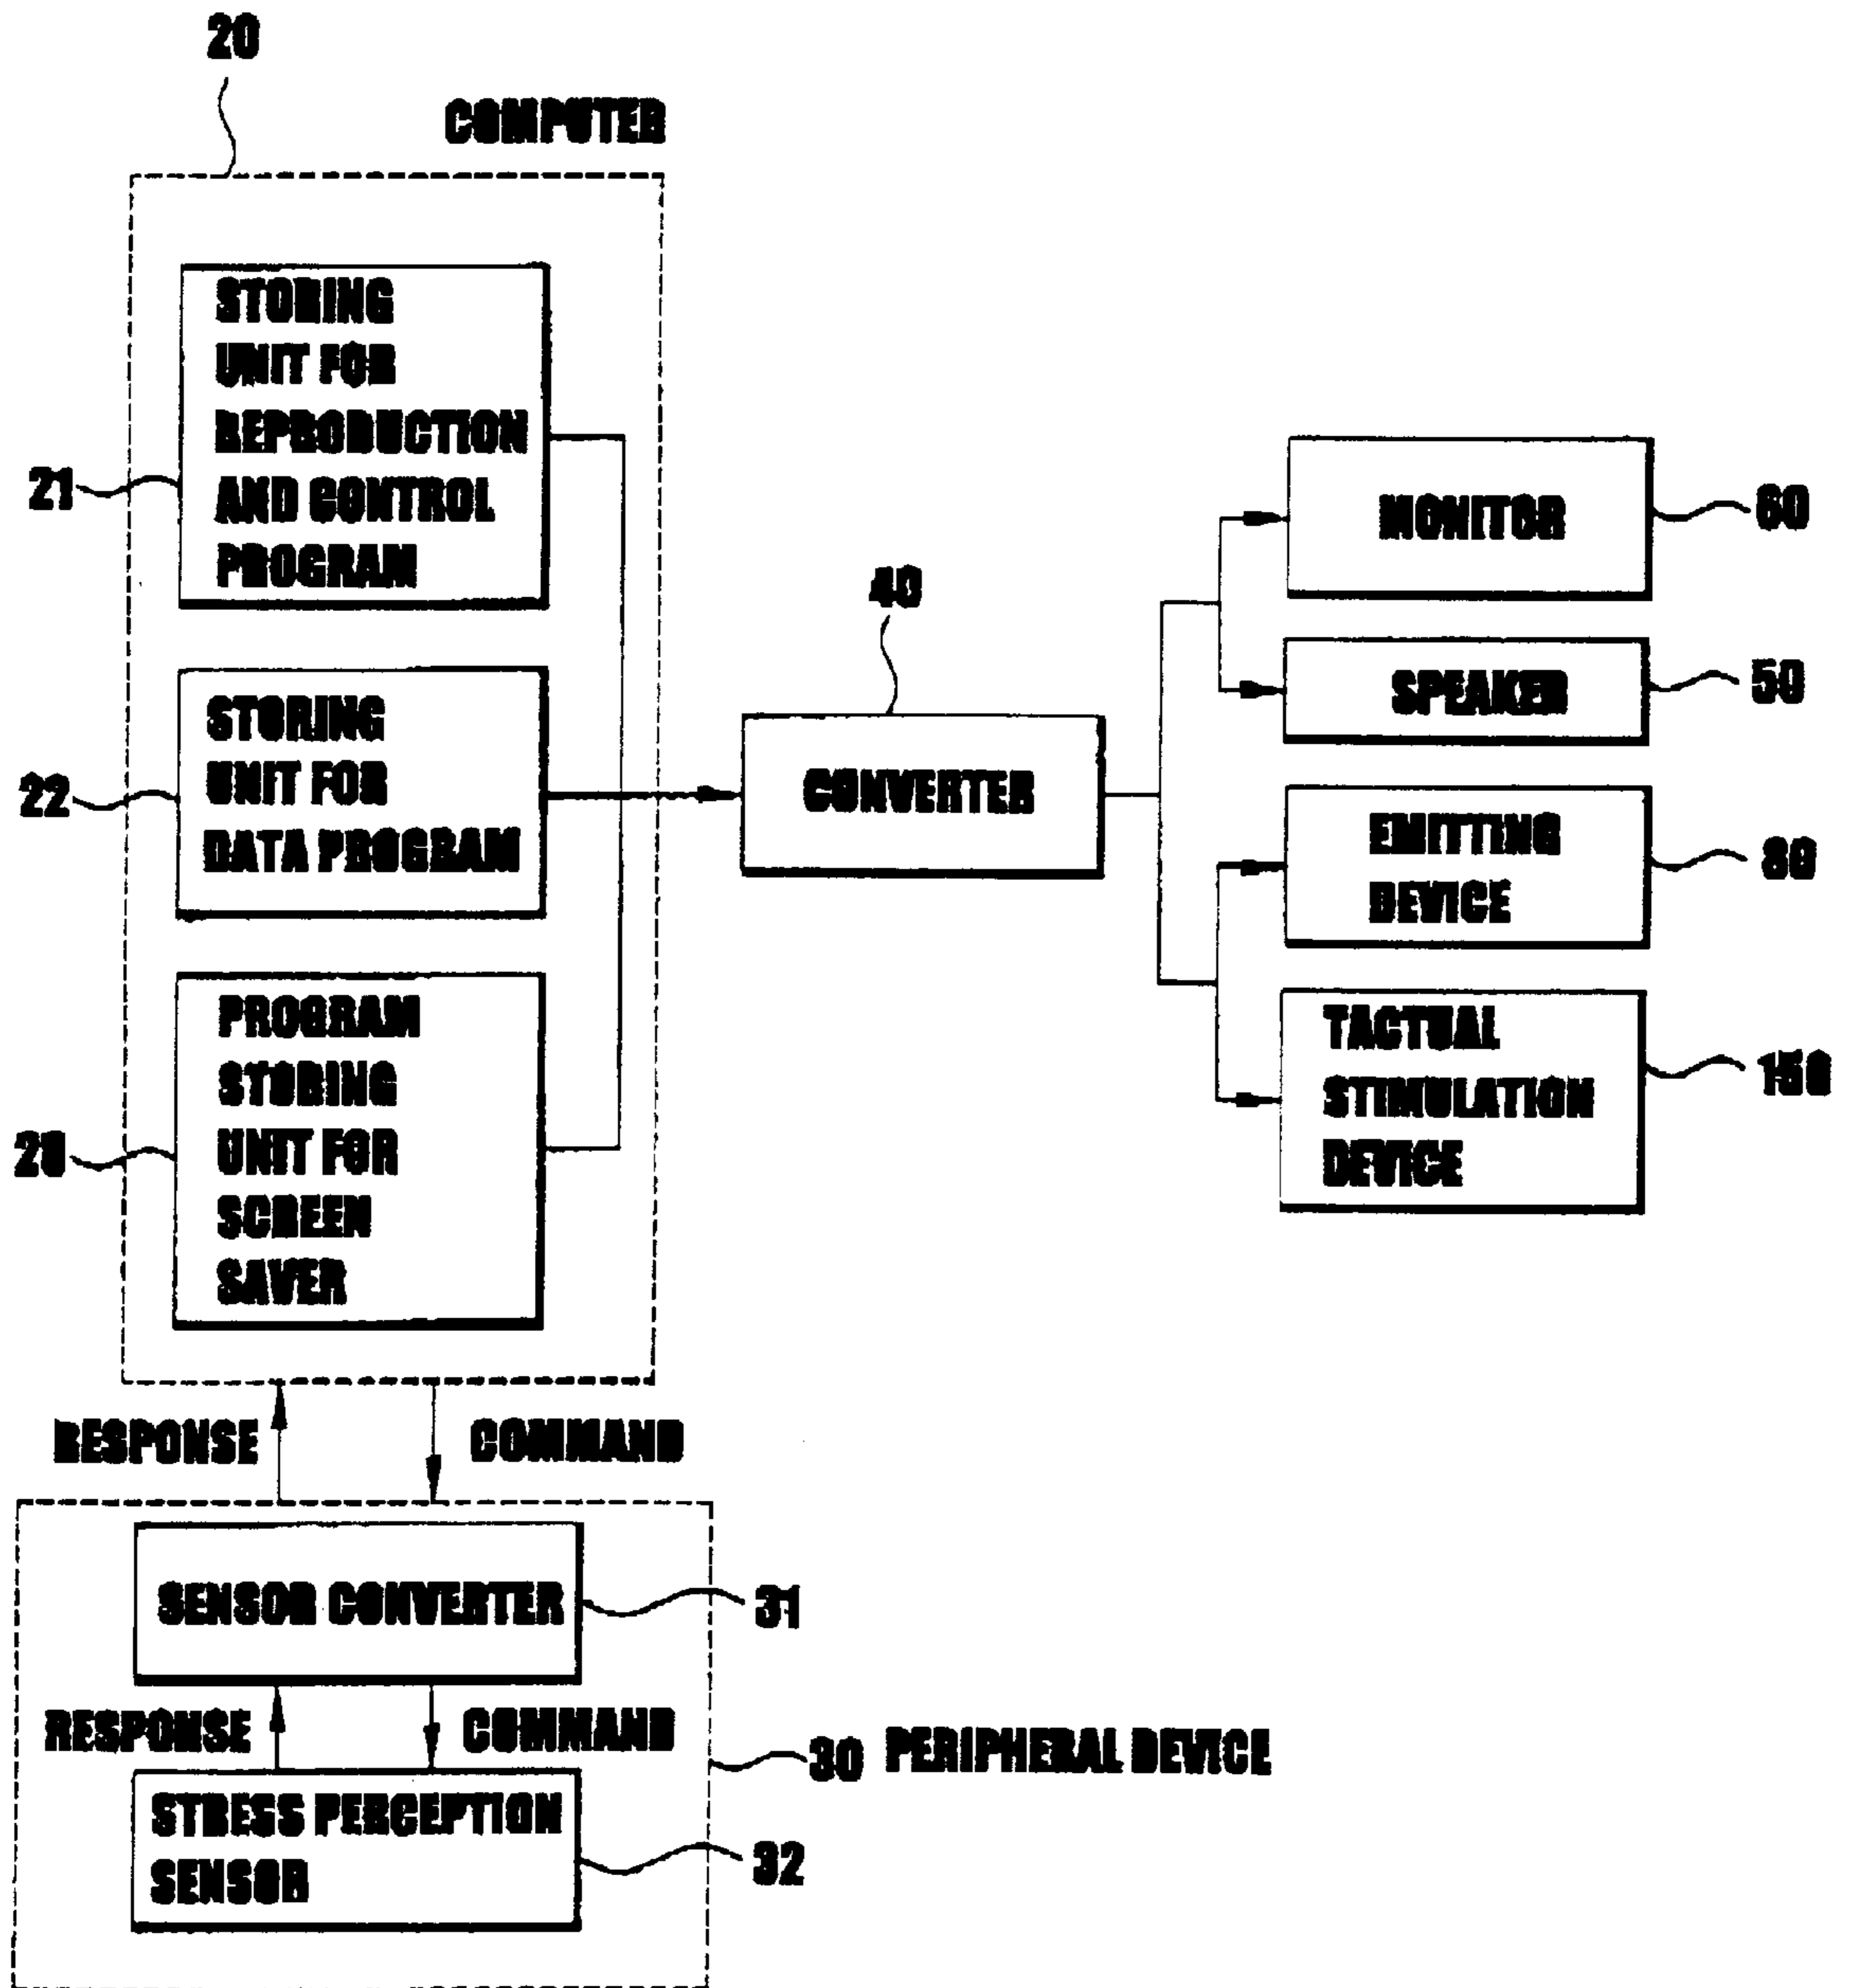 20
COMPUTER
STORING
UNIT FOR
REPRODUCTION
AND CONTROL
PROGRAM
21
STORING
UNIT FOR
DATA PROGRAM
22
PROGRAM
STORING
UNIT FOR
SCREEN
SAVER
40
CONVERTER
MONITOR
60
SPEAKER
50
EMITTING
DEVICE
80
TACTUAL
STIMULATION
DEVICE
150
RESPONSE
COMMAND
SENSOR CONVERTER
31
RESPONSE
COMMAND
30 PERIPHERAL DEVICE
STRESS PERCEPTION
SENSOR
32